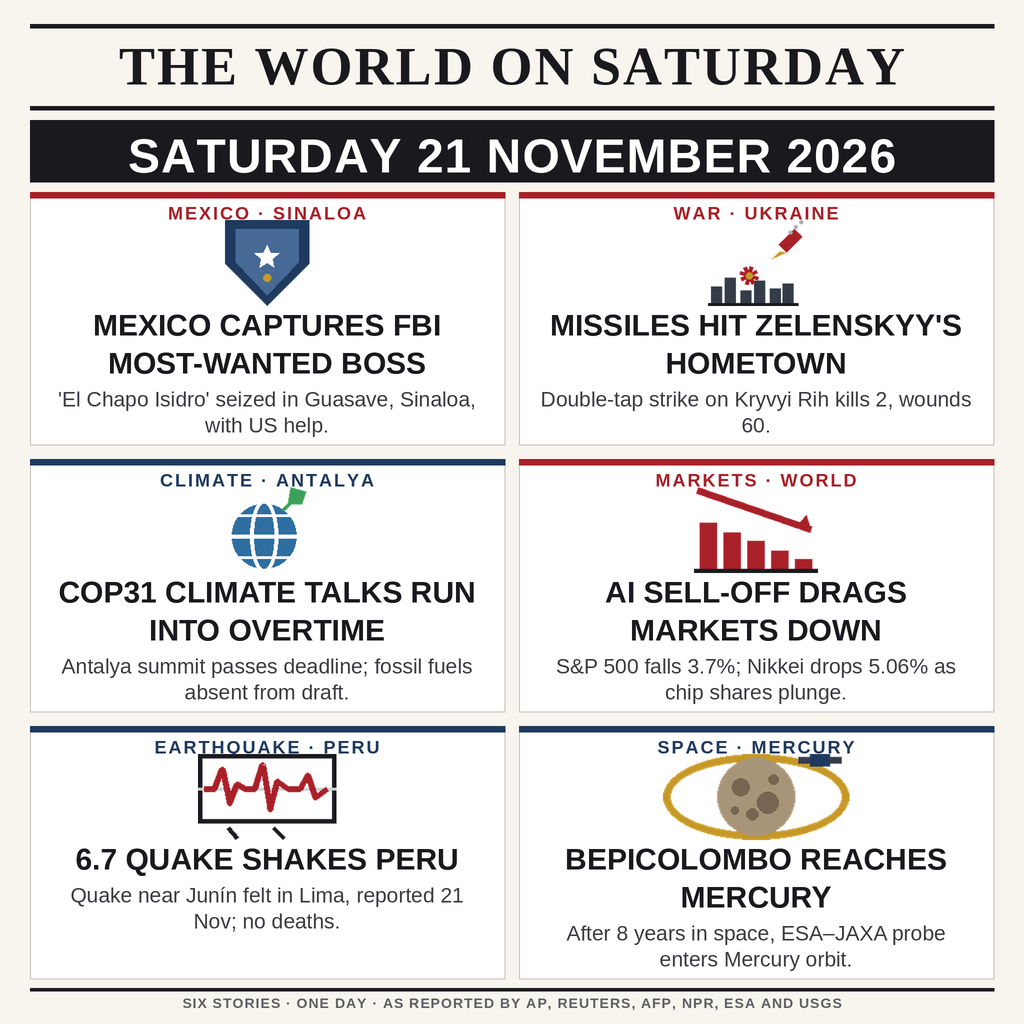 THE WORLD ON SATURDAY
SATURDAY 21 NOVEMBER 2026
MEXICO · SINALOA
MEXICO CAPTURES FBI
MOST-WANTED BOSS
'El Chapo Isidro' seized in Guasave, Sinaloa,
with US help.
WAR · UKRAINE
MISSILES HIT ZELENSKYY'S
HOMETOWN
Double-tap strike on Kryvyi Rih kills 2, wounds
60.
CLIMATE · ANTALYA
COP31 CLIMATE TALKS RUN
INTO OVERTIME
Antalya summit passes deadline; fossil fuels
absent from draft.
MARKETS · WORLD
AI SELL-OFF DRAGS
MARKETS DOWN
S&P 500 falls 3.7%; Nikkei drops 5.06% as
chip shares plunge.
EARTHQUAKE · PERU
6.7 QUAKE SHAKES PERU
Quake near Junín felt in Lima, reported 21
Nov; no deaths.
SPACE · MERCURY
BEPICOLOMBO REACHES
MERCURY
After 8 years in space, ESA–JAXA probe
enters Mercury orbit.
SIX STORIES · ONE DAY · AS REPORTED BY AP, REUTERS, AFP, NPR, ESA AND USGS